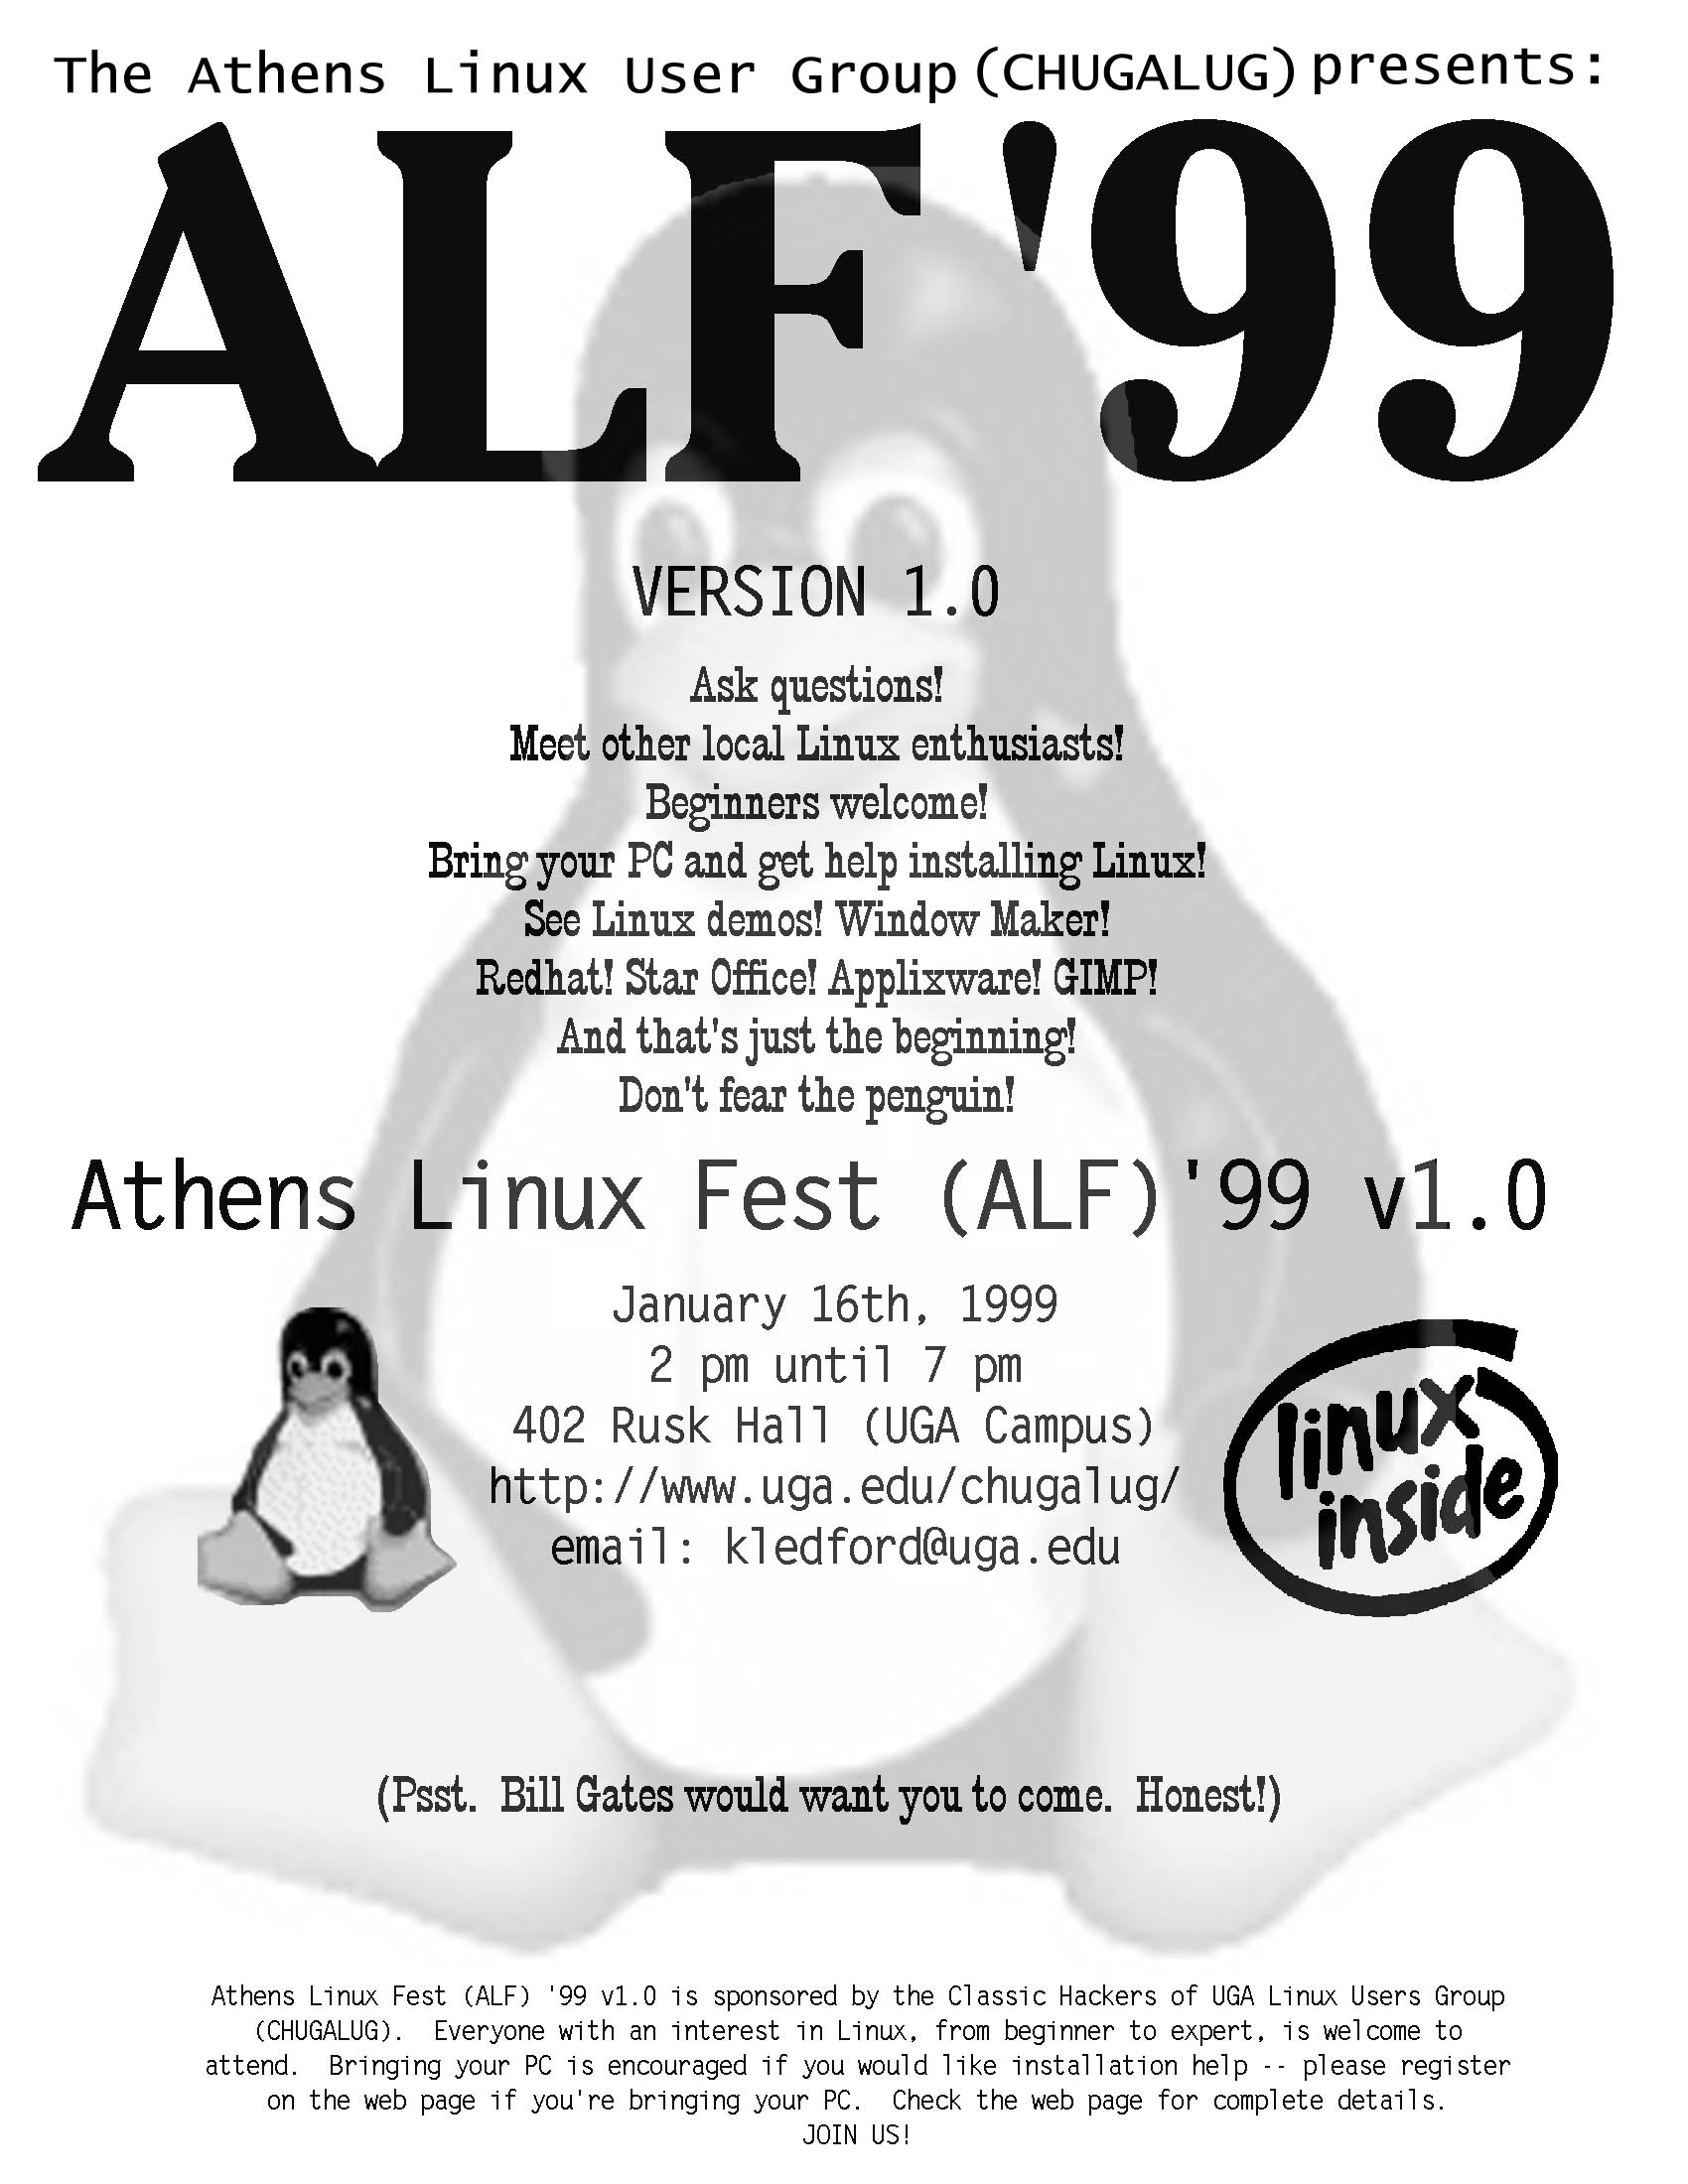 The Athens Linux User Group (CHUGALUG) presents:
ALF '99
VERSION 1.0
Ask questions!
Meet other local Linux enthusiasts!
Beginners welcome!
Bring your PC and get help installing Linux!
See Linux demos! Window Maker!
Redhat! Star Office! Applixware! GIMP!
And that's just the beginning!
Don't fear the penguin!
Athens Linux Fest (ALF)'99 v1.0
January 16th, 1999
2 pm until 7 pm
402 Rusk Hall (UGA Campus)
http://www.uga.edu/chugalug/
email: kledford@uga.edu
linux
inside
(Psst.  Bill Gates would want you to come.  Honest!)
Athens Linux Fest (ALF) '99 v1.0 is sponsored by the Classic Hackers of UGA Linux Users Group
(CHUGALUG).  Everyone with an interest in Linux, from beginner to expert, is welcome to
attend.  Bringing your PC is encouraged if you would like installation help -- please register
on the web page if you're bringing your PC.  Check the web page for complete details.
JOIN US!